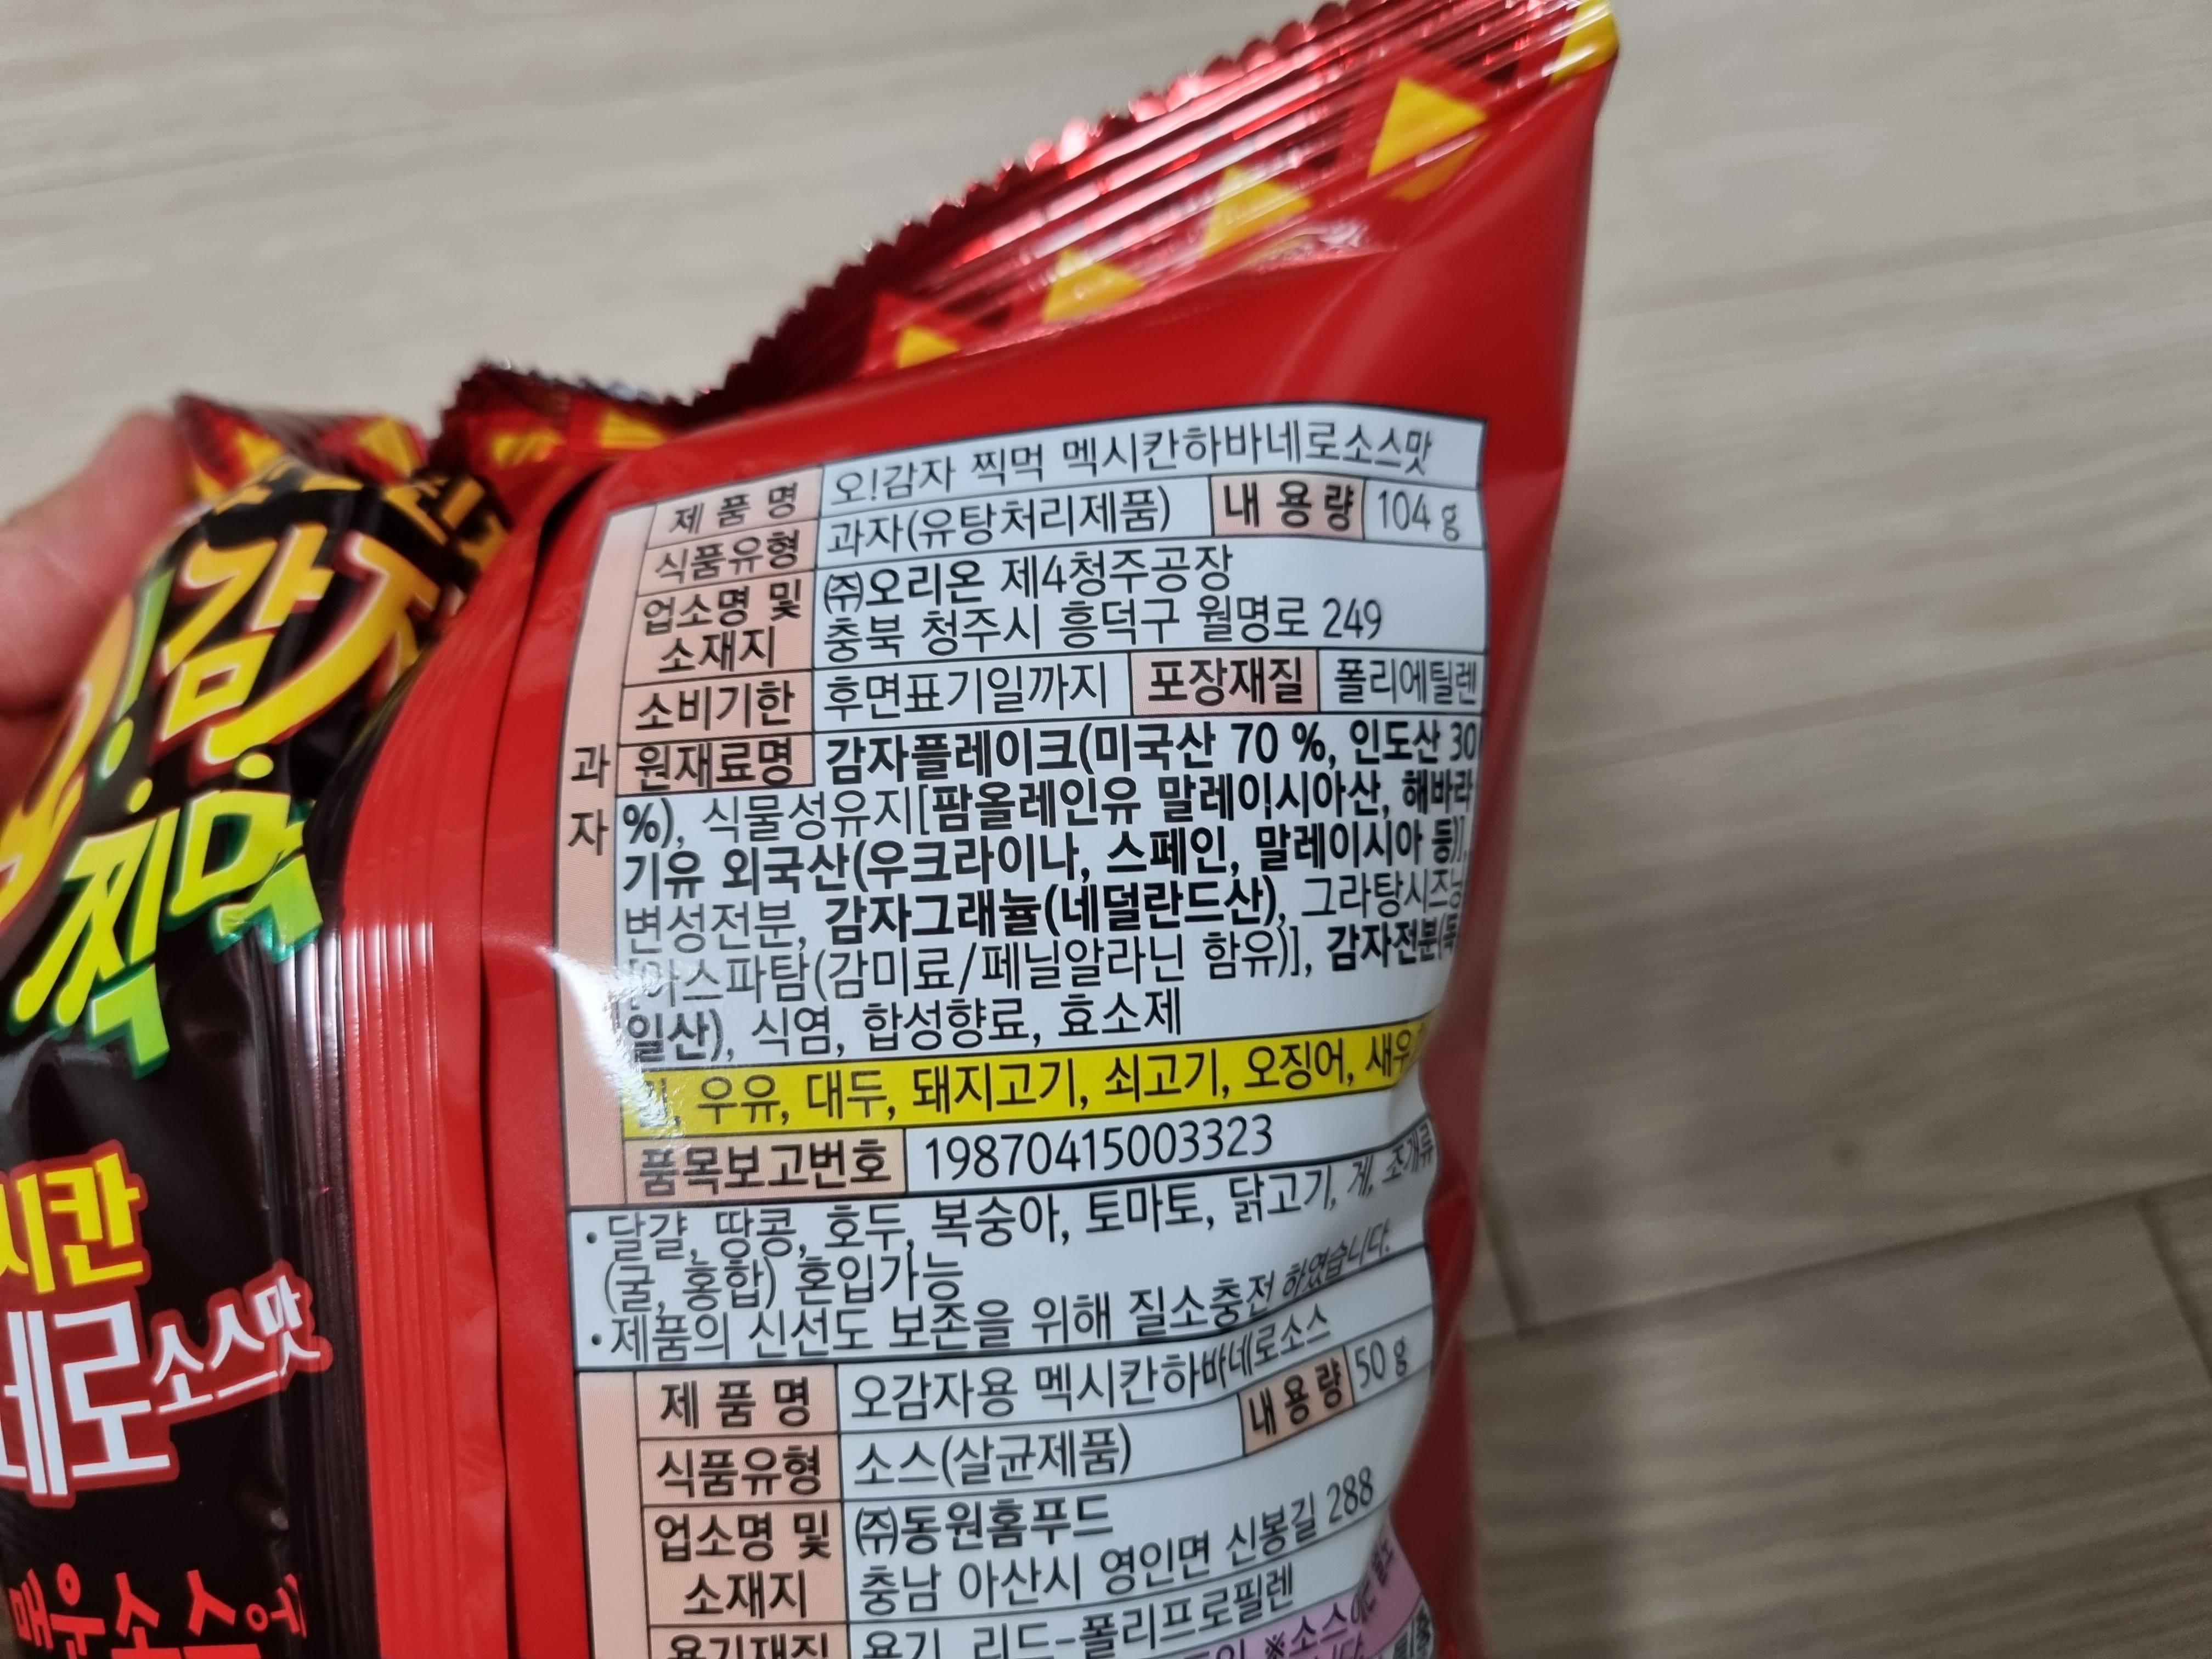 감자
찍먹
시칸
네로소스맛
제 품 명 오!감자 찍먹 멕시칸하바네로소스맛
식품유형 과자(유탕처리제품) 내 용 량 104 g
업소명 및 소재지 ㈜오리온 제4청주공장
충북 청주시 흥덕구 월명로 249
소비기한 후면표기일까지 포장재질 폴리에틸렌
과자
원재료명 감자플레이크(미국산 70 %, 인도산 30
%), 식물성유지[팜올레인유 말레이시아산, 해바라
기유 외국산(우크라이나, 스페인, 말레이시아 등)],
변성전분, 감자그래뉼(네덜란드산), 그라탕시즈닝
[아스파탐(감미료/페닐알라닌 함유)], 감자전분(독
일산), 식염, 합성향료, 효소제
밀, 우유, 대두, 돼지고기, 쇠고기, 오징어, 새우
품목보고번호 19870415003323
·달걀, 땅콩, 호두, 복숭아, 토마토, 닭고기, 게, 조개류
(굴, 홍합) 혼입가능
·제품의 신선도 보존을 위해 질소충전 하였습니다.
제 품 명 오감자용 멕시칸하바네로소스
식품유형 소스(살균제품) 내 용 량 50 g
업소명 및 소재지 ㈜동원홈푸드
충남 아산시 영인면 신봉길 288
용기재질 용기, 리드-폴리프로필렌
※소스